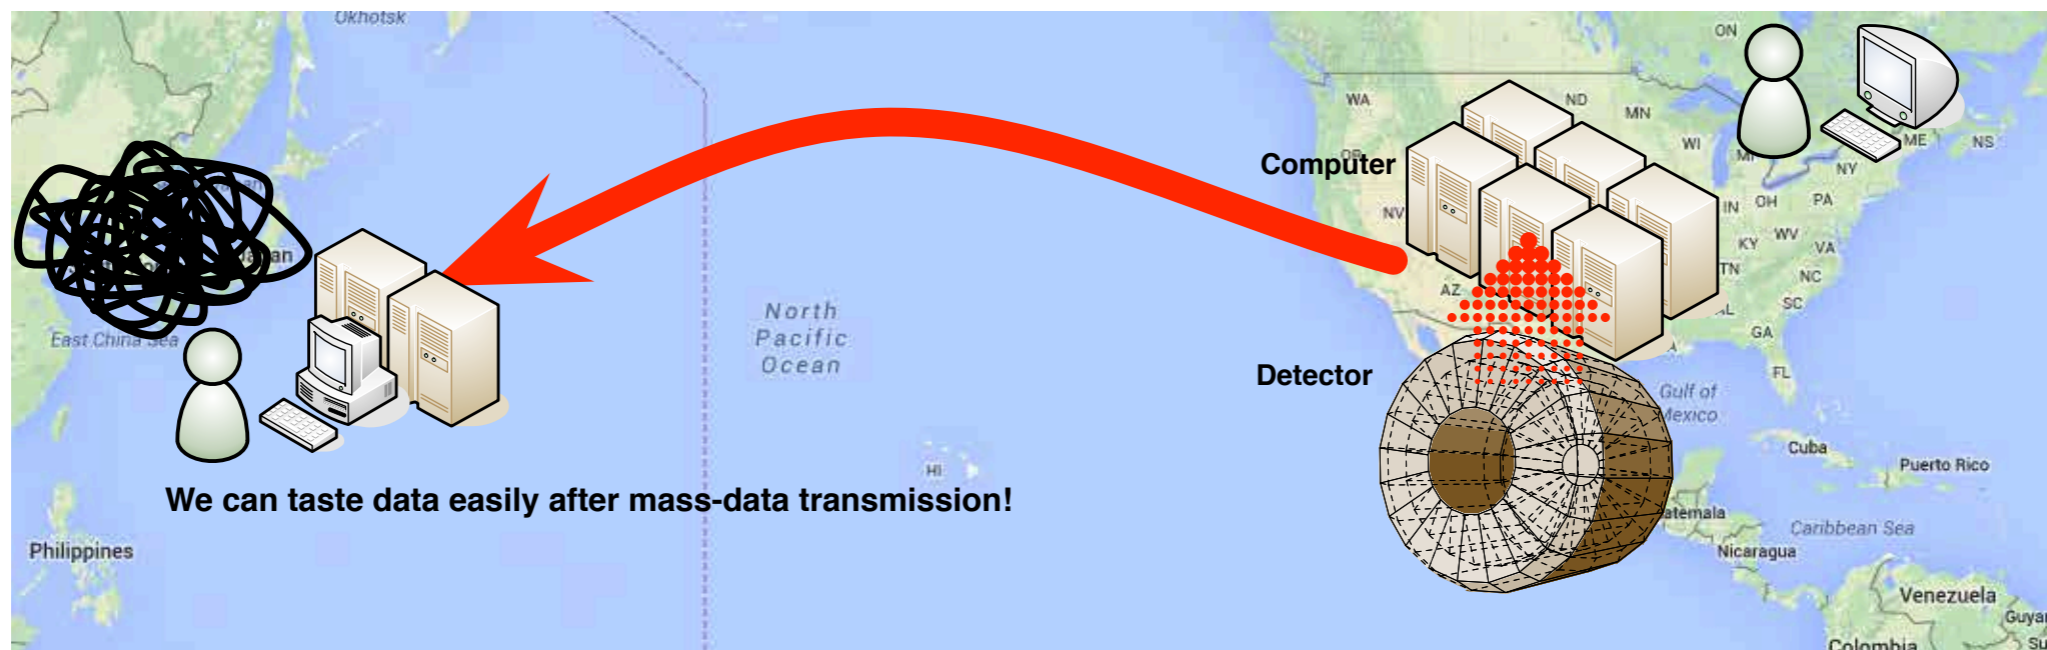 Okhotsk
ON
WA
ND
MN
ME
NS
WI
MI
NY
Computer
NV
IN
OH
PA
KY
WV
VA
TN
NC
AZ
SC
GA
East China Sea
North
Pacific
Ocean
Detector
FL
Gulf of
Mexico
HI
Cuba
Puerto Rico
We can taste data easily after mass-data transmission!
Caribbean Sea
Philippines
Nicaragua
Venezuela
Colombia